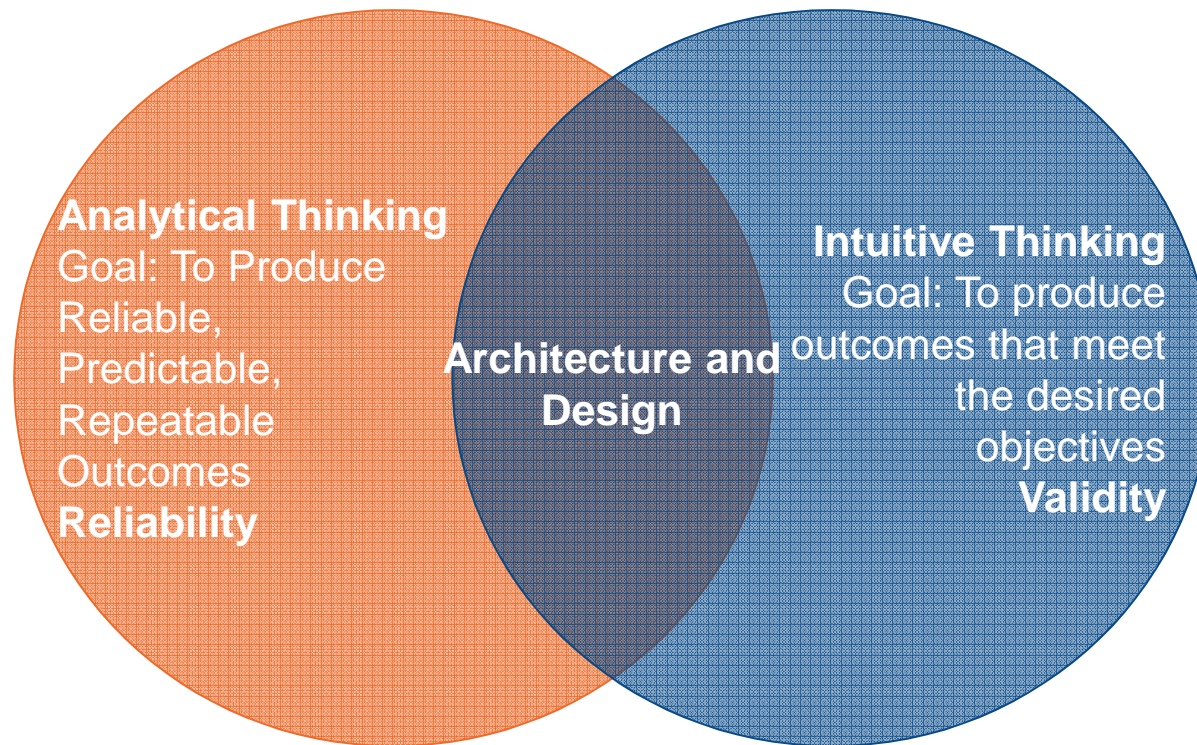 Analytical Thinking
Goal: To Produce
Reliable,
Predictable,
Repeatable
Outcomes
Reliability
Architecture and
Design
Intuitive Thinking
Goal: To produce
outcomes that meet
the desired
objectives
Validity